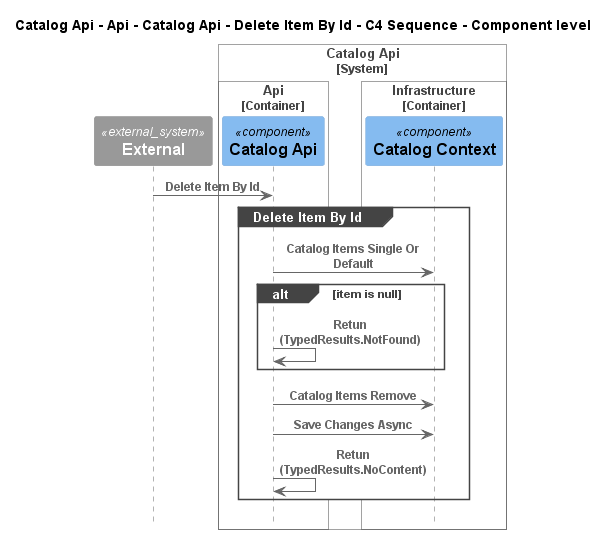 Catalog Api - Api - Catalog Api - Delete Item By Id - C4 Sequence - Component level
Catalog Api
[System]
Api
[Container]
Infrastructure
[Container]
«external_system»
External
«component»
Catalog Api
«component»
Catalog Context
Delete Item By Id
Delete Item By Id
Catalog Items Single Or
Default
alt
[item is null]
Retun
(TypedResults.NotFound)
Catalog Items Remove
Save Changes Async
Retun
(TypedResults.NoContent)